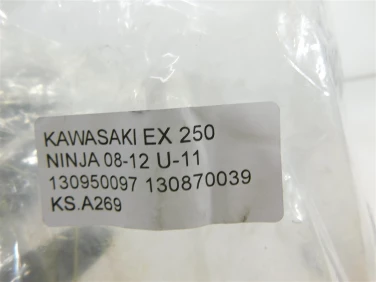 KAWASAKI EX 250
NINJA 08-12 U-11
130950097 130870039
KS.A269